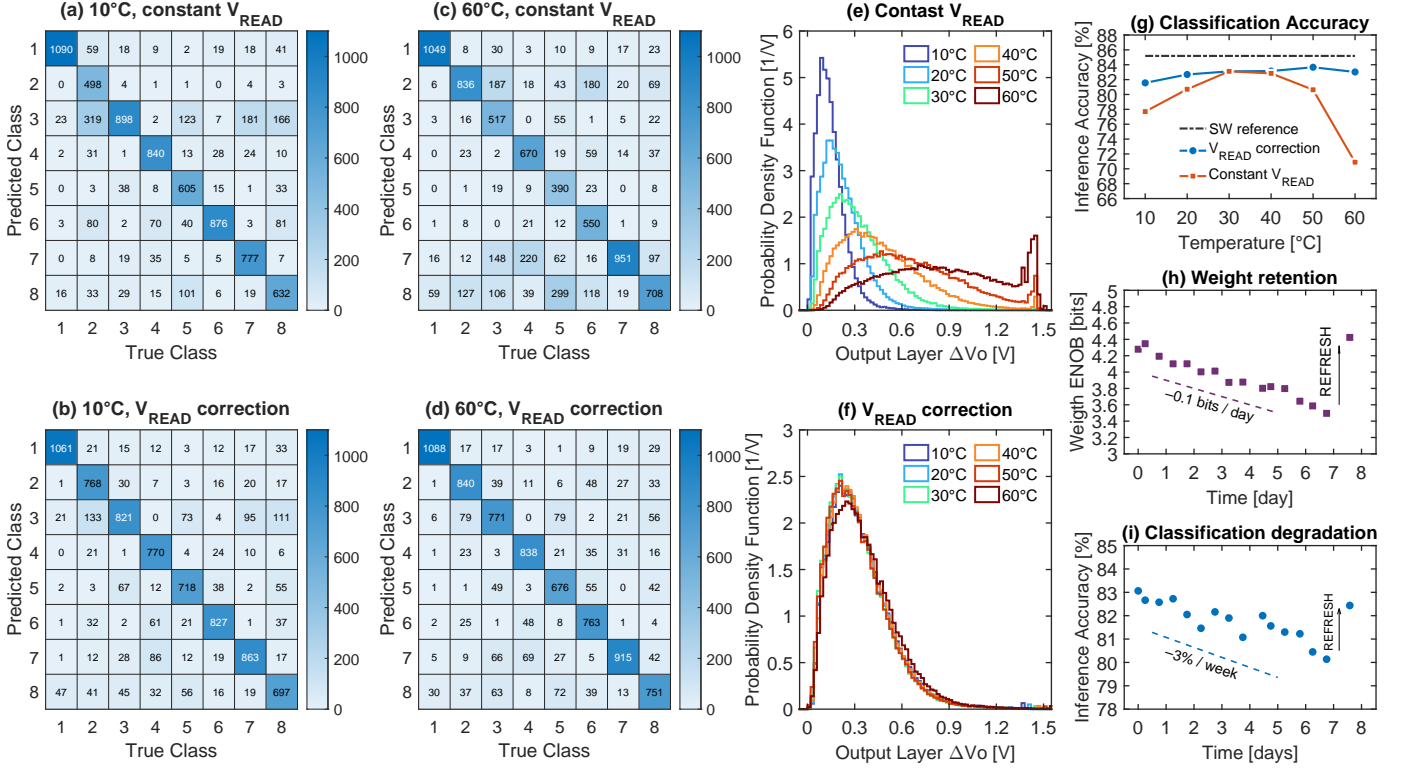 (a) 10°C, constant V_READ
1 1090 59 18 9 2 19 18 41
2 0 498 4 0 1 0 4 3
3 23 319 898 2 123 7 181 166
4 2 31 1 840 12 28 24 10
5 0 3 38 8 605 15 1 33
6 3 80 2 70 40 876 3 81
7 0 8 19 35 5 5 777 7
8 16 33 29 15 101 6 19 632
1 2 3 4 5 6 7 8
True Class
Predicted Class
1000
800
600
400
200
0
(c) 60°C, constant V_READ
1 1049 8 30 3 10 9 17 23
2 6 836 187 18 43 180 20 69
3 3 16 517 0 55 1 5 22
4 0 23 2 670 19 59 14 37
5 0 1 19 9 390 23 0 8
6 1 8 0 21 12 550 1 9
7 16 12 148 220 62 16 951 97
8 59 127 106 39 299 118 19 708
1 2 3 4 5 6 7 8
True Class
Predicted Class
1000
800
600
400
200
0
(b) 10°C, V_READ correction
1 1061 21 15 12 3 12 17 33
2 1 768 30 7 3 16 20 17
3 21 133 821 0 73 4 95 111
4 0 21 1 770 4 24 10 6
5 2 3 67 12 718 38 2 55
6 1 32 2 61 21 827 1 37
7 1 12 28 86 12 19 863 17
8 47 41 45 32 56 16 19 697
1 2 3 4 5 6 7 8
True Class
Predicted Class
1000
800
600
400
200
0
(d) 60°C, V_READ correction
1 1088 17 17 3 1 9 19 29
2 1 840 39 11 6 48 27 33
3 6 79 771 0 79 2 21 56
4 1 23 3 838 21 35 31 16
5 1 1 49 3 676 55 0 42
6 2 25 1 48 8 763 1 4
7 5 9 66 69 27 5 915 42
8 30 37 63 8 72 39 13 751
1 2 3 4 5 6 7 8
True Class
Predicted Class
1000
800
600
400
200
0
(e) Contast V_READ
Probability Density Function [1/V]
6
5
4
3
2
1
0
10°C 40°C
20°C 50°C
30°C 60°C
0 0.3 0.6 0.9 1.2 1.5
Output Layer ΔVo [V]
(f) V_READ correction
Probability Density Function [1/V]
3
2.5
2
1.5
1
0.5
0
10°C 40°C
20°C 50°C
30°C 60°C
0 0.3 0.6 0.9 1.2 1.5
Output Layer ΔVo [V]
(g) Classification Accuracy
Inference Accuracy [%]
88
86
84
82
80
78
76
74
72
70
68
66
SW reference
V_READ correction
Constant V_READ
10 20 30 40 50 60
Temperature [°C]
(h) Weight retention
Weigth ENOB [bits]
5
4.8
4.6
4.4
4.2
4
3.8
3.6
3.4
3.2
3
−0.1 bits / day
REFRESH
0 1 2 3 4 5 6 7 8
Time [day]
(i) Classification degradation
Inference Accuracy [%]
85
84
83
82
81
80
79
78
−3% / week
REFRESH
0 1 2 3 4 5 6 7 8
Time [days]